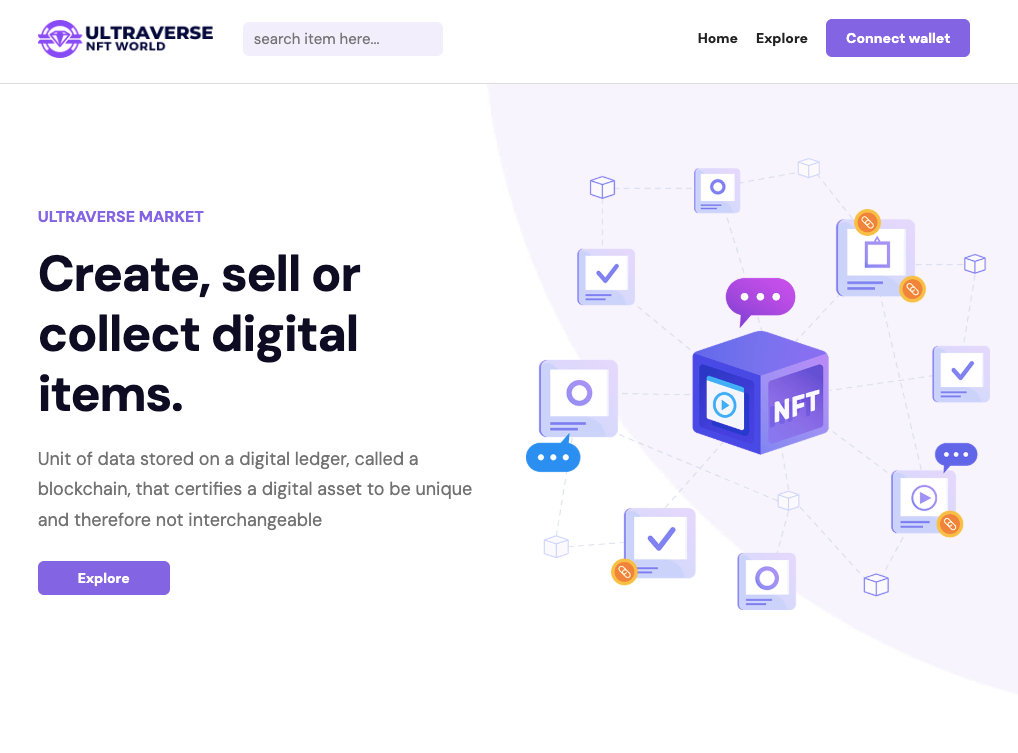 ULTRAVERSE
NFT WORLD
search item here...
Home
Explore
Connect wallet
ULTRAVERSE MARKET
Create, sell or
collect digital
items.
Unit of data stored on a digital ledger, called a
blockchain, that certifies a digital asset to be unique
and therefore not interchangeable
Explore
NFT